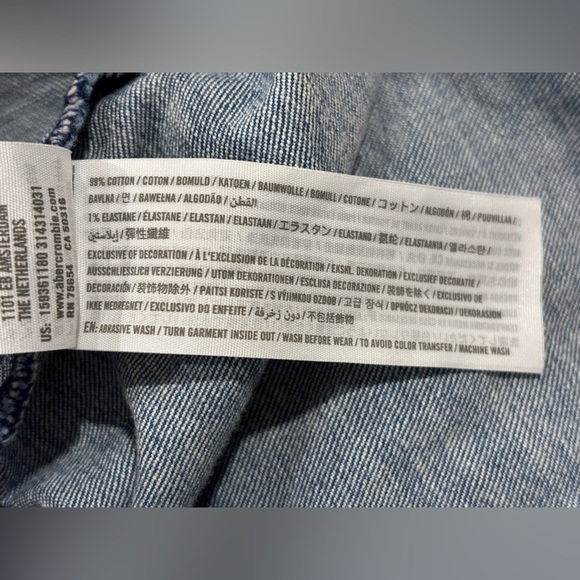 1101 EB AMSTERDAM
THE NETHERLANDS
US: 159361180 314314031
www.abercrombie.com
RN 75654 CA 50318
99% COTTON / COTON / BOMULD / KATOEN / BAUMWOLLE / BOMULL / COTONE / コットン / ALGODÓN / 棉 / PUUVILLA /
BAVLNA / 면 / BAWEŁNA / ALGODÃO / القطن /
1% ELASTANE / ÉLASTANE / ELASTAN / ELASTAAN / エラスタン / ELASTANO / 氨纶 / ELASTAANIA / 엘라스탄 /
إيلاستين / 彈性纖維
EXCLUSIVE OF DECORATION / À L'EXCLUSION DE LA DÉCORATION / EKSKL. DEKORATION / EXCLUSIEF DECORATIE /
AUSSCHLIESSLICH VERZIERUNG / UTOM DEKORATIONEN / ESCLUSA DECORAZIONE / 装飾を除く / EXCLUSIVO DE
DECORACIÓN / 装饰物除外 / PAITSI KORISTE / S VÝJIMKOU OZDOB / 고급 장식 / OPRÓCZ DEKORACJI / DEKORASJON
IKKE MEDREGNET / EXCLUSIVO DO ENFEITE / دون زخرفة / 不包括飾物
EN: ABRASIVE WASH / TURN GARMENT INSIDE OUT / WASH BEFORE WEAR / TO AVOID COLOR TRANSFER / MACHINE WASH